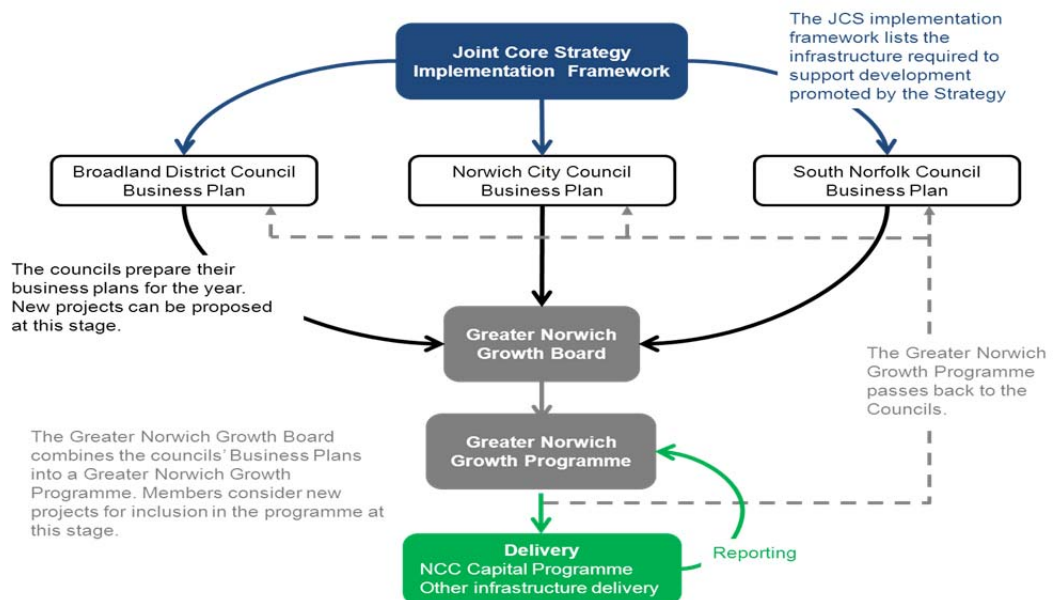 Joint Core Strategy
Implementation Framework
The JCS implementation
framework lists the
infrastructure required to
support development
promoted by the Strategy
Broadland District Council
Business Plan
Norwich City Council
Business Plan
South Norfolk Council
Business Plan
The councils prepare their
business plans for the year.
New projects can be proposed
at this stage.
Greater Norwich
Growth Board
The Greater Norwich
Growth Programme
passes back to the
Councils.
Greater Norwich
Growth Programme
The Greater Norwich Growth Board
combines the councils' Business Plans
into a Greater Norwich Growth
Programme. Members consider new
projects for inclusion in the programme at
this stage.
Delivery
NCC Capital Programme
Other infrastructure delivery
Reporting